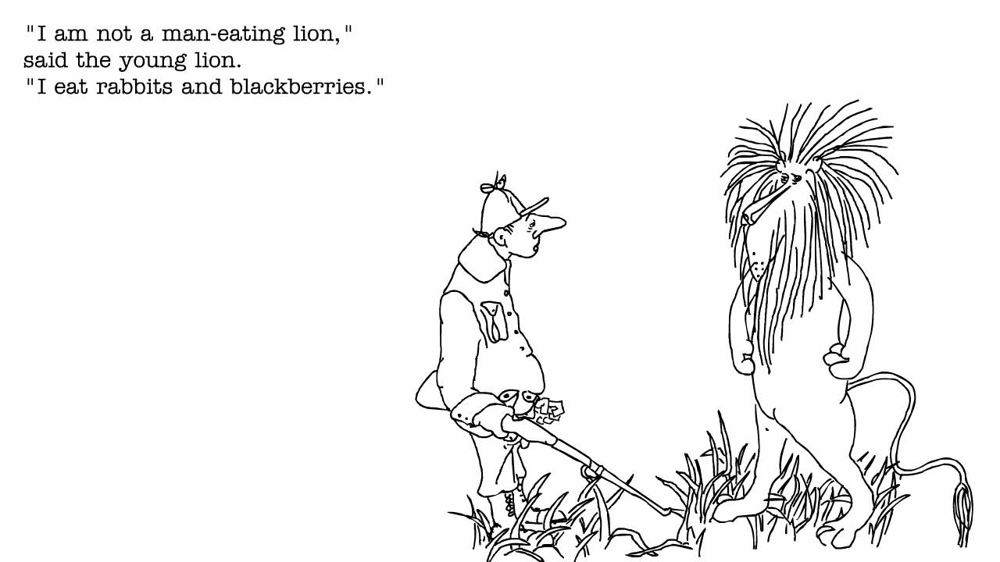 "I am not a man-eating lion,"
said the young lion.
"I eat rabbits and blackberries."